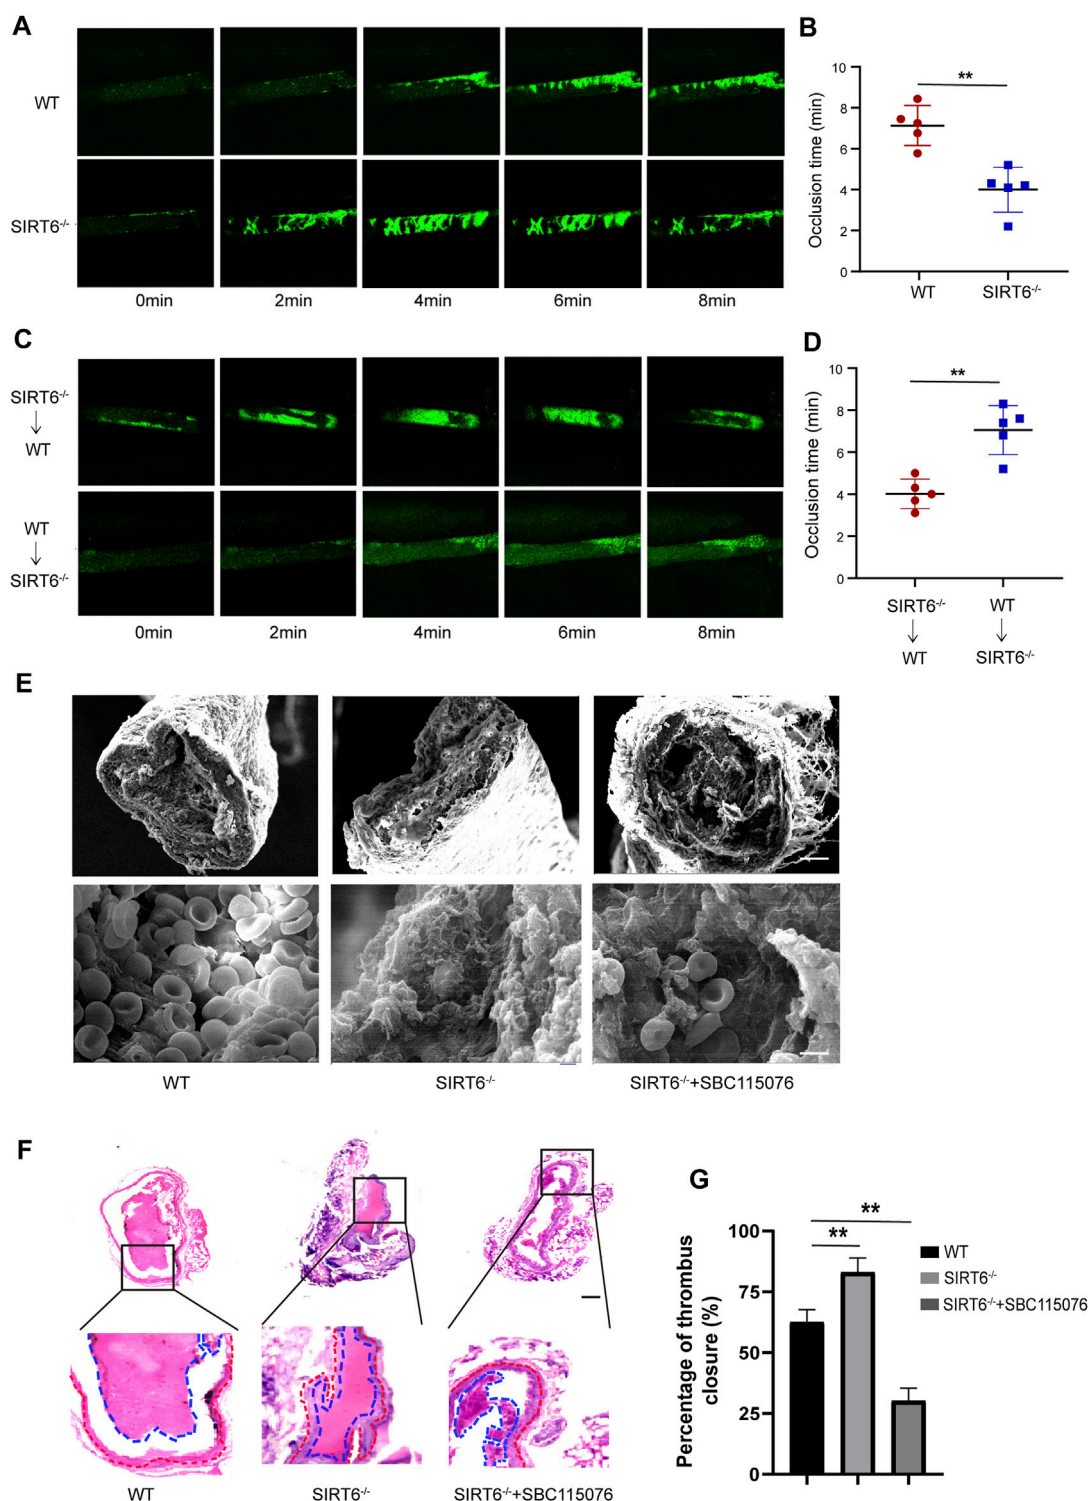 A
WT
SIRT6-/-
0min 2min 4min 6min 8min
B
Occlusion time (min)
10
8
6
4
2
0
**
WT SIRT6-/-
C
SIRT6-/-
↓
WT
WT
↓
SIRT6-/-
0min 2min 4min 6min 8min
D
Occlusion time (min)
10
8
6
4
2
0
**
SIRT6-/- WT
↓ ↓
WT SIRT6-/-
E
WT SIRT6-/- SIRT6-/-+SBC115076
F
WT SIRT6-/- SIRT6-/-+SBC115076
G
Percentage of thrombus
closure (%)
100
75
50
25
0
**
**
WT
SIRT6-/-
SIRT6-/-+SBC115076